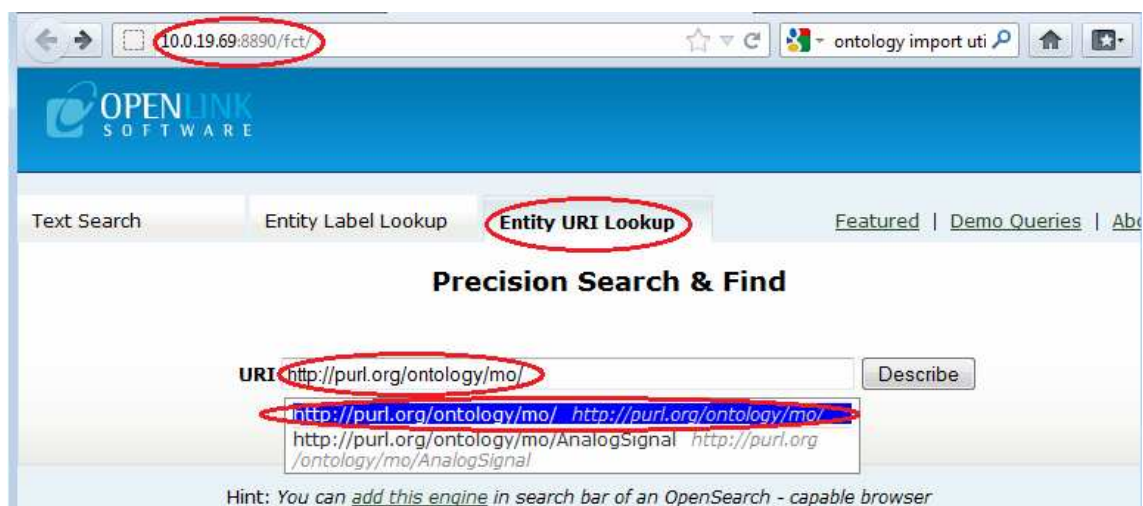 10.0.19.69:8890/fct/
ontology import uti
OPENLINK
SOFTWARE
Text Search
Entity Label Lookup
Entity URI Lookup
Featured | Demo Queries | Abo
Precision Search & Find
URI http://purl.org/ontology/mo/
Describe
http://purl.org/ontology/mo/ http://purl.org/ontology/mo/
http://purl.org/ontology/mo/AnalogSignal http://purl.org
/ontology/mo/AnalogSignal
Hint: You can add this engine in search bar of an OpenSearch - capable browser